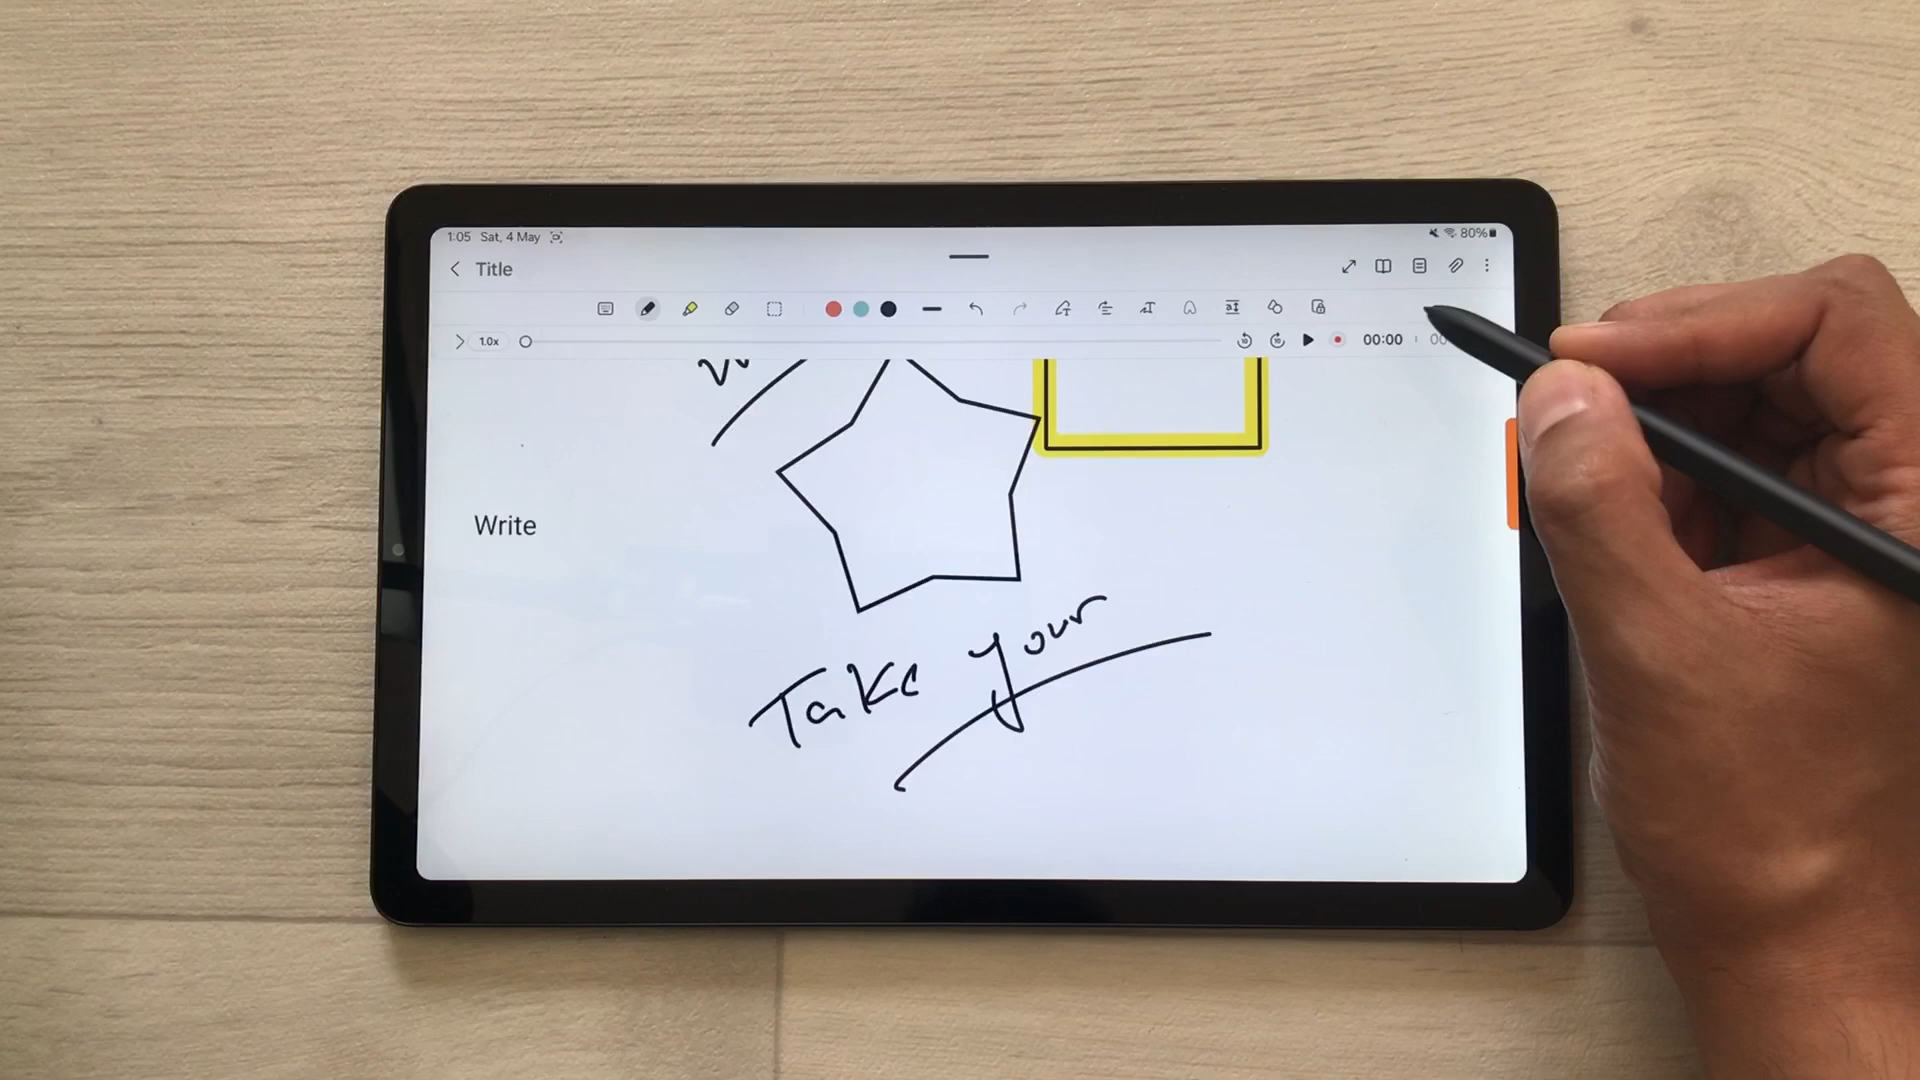 1:05 Sat, 4 May 80%
Title
1.0x 00:00
Write
Take your